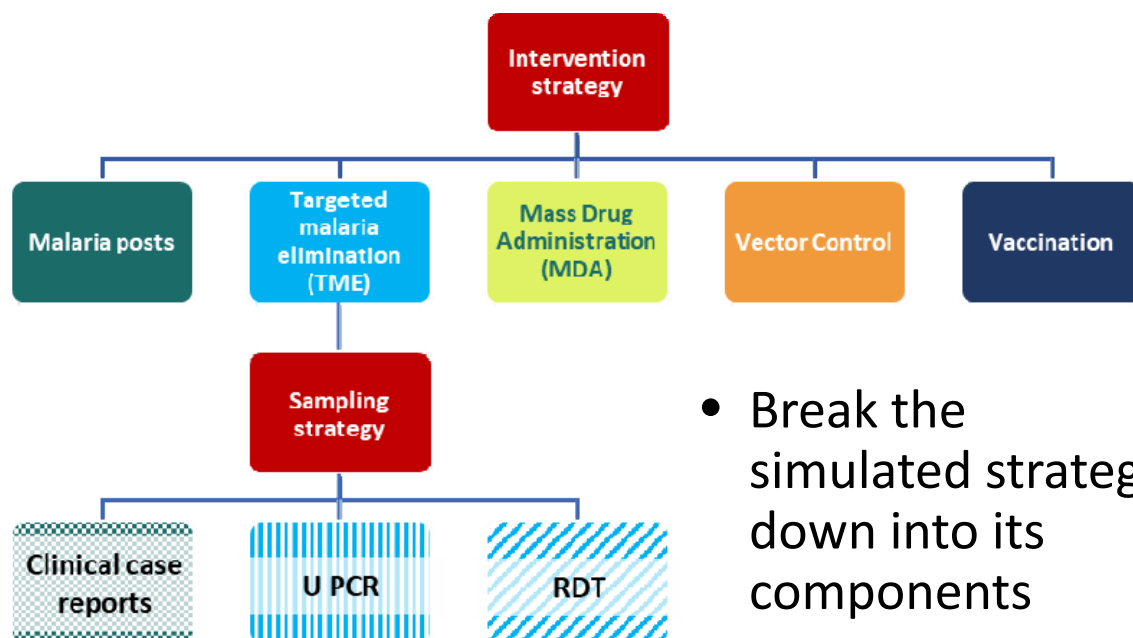 Intervention
strategy
Malaria posts
Targeted
malaria
elimination
(TME)
Mass Drug
Administration
(MDA)
Vector Control
Vaccination
Sampling
strategy
Clinical case
reports
U PCR
RDT
• Break the
simulated strateg
down into its
components